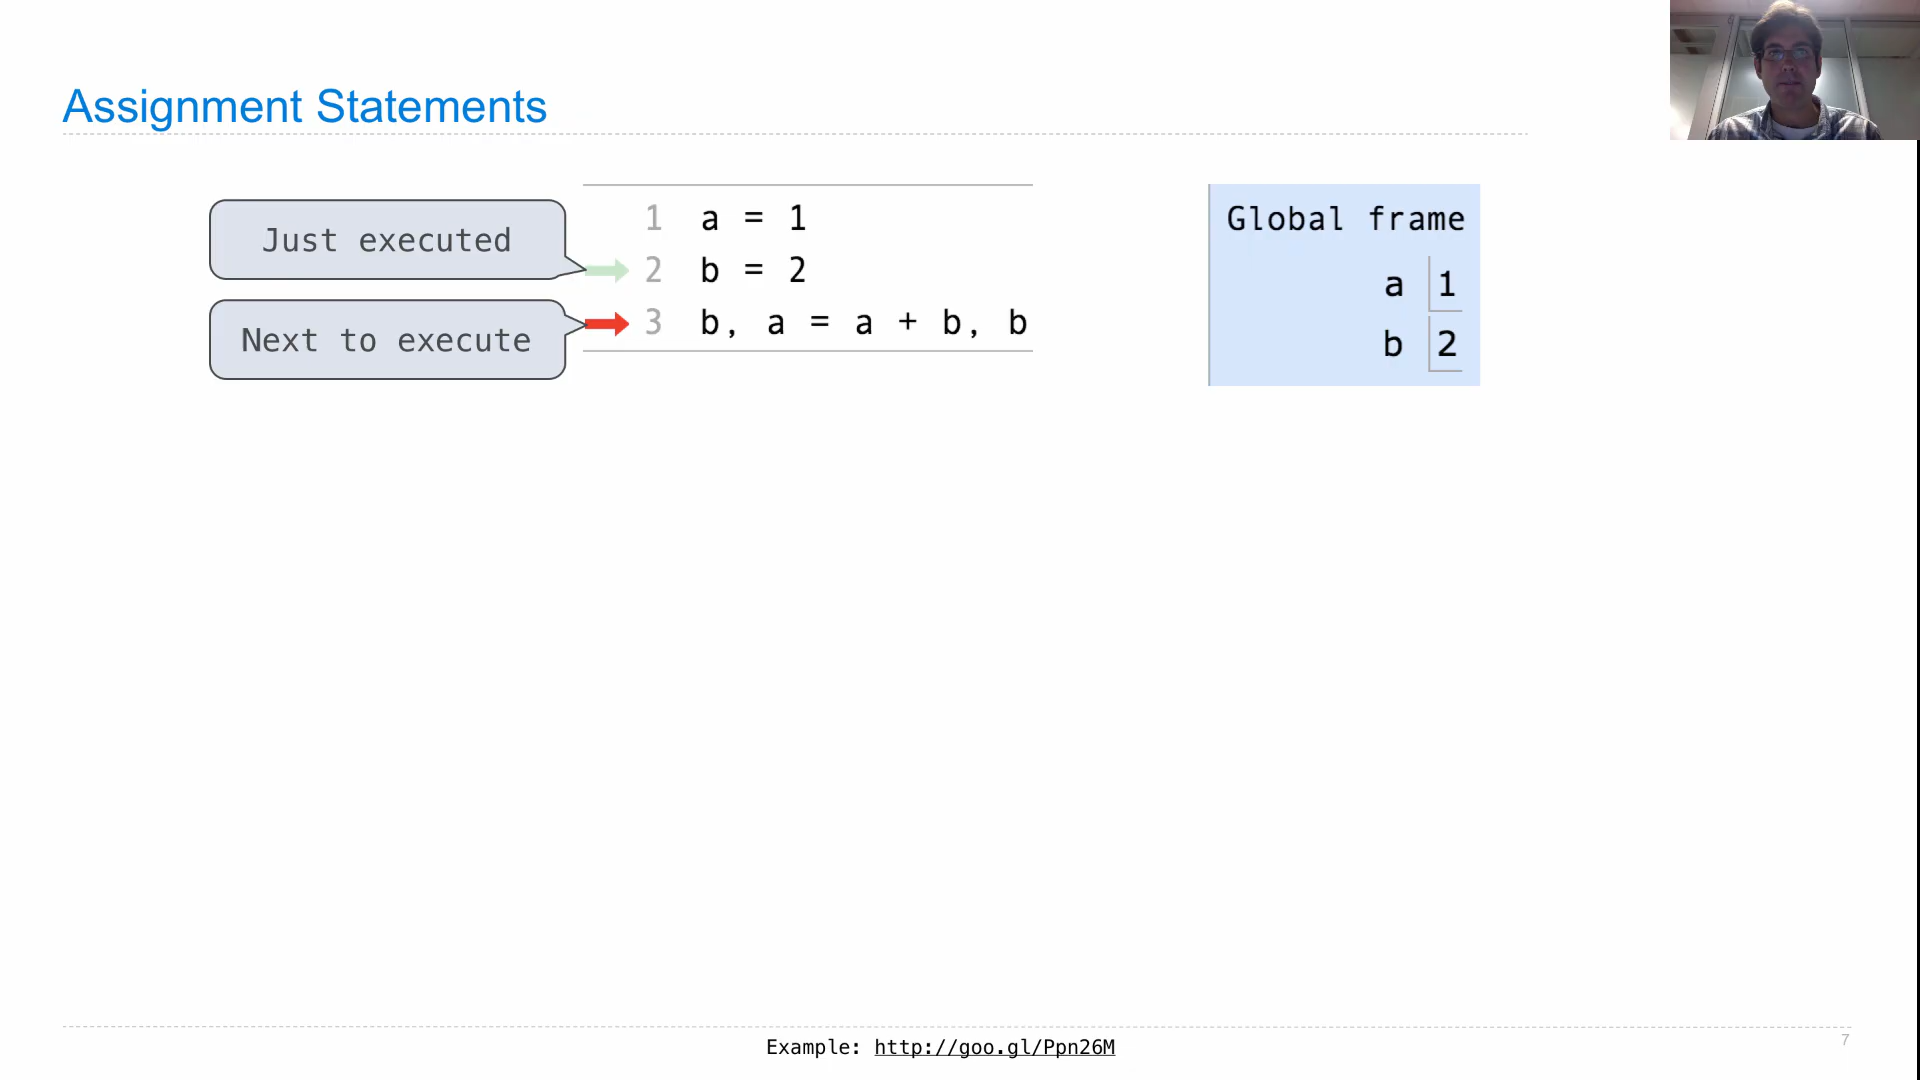 Assignment Statements
Just executed
Next to execute
1 a = 1
2 b = 2
3 b, a = a + b, b
Global frame
a 1
b 2
Example: http://goo.gl/Ppn26M
7